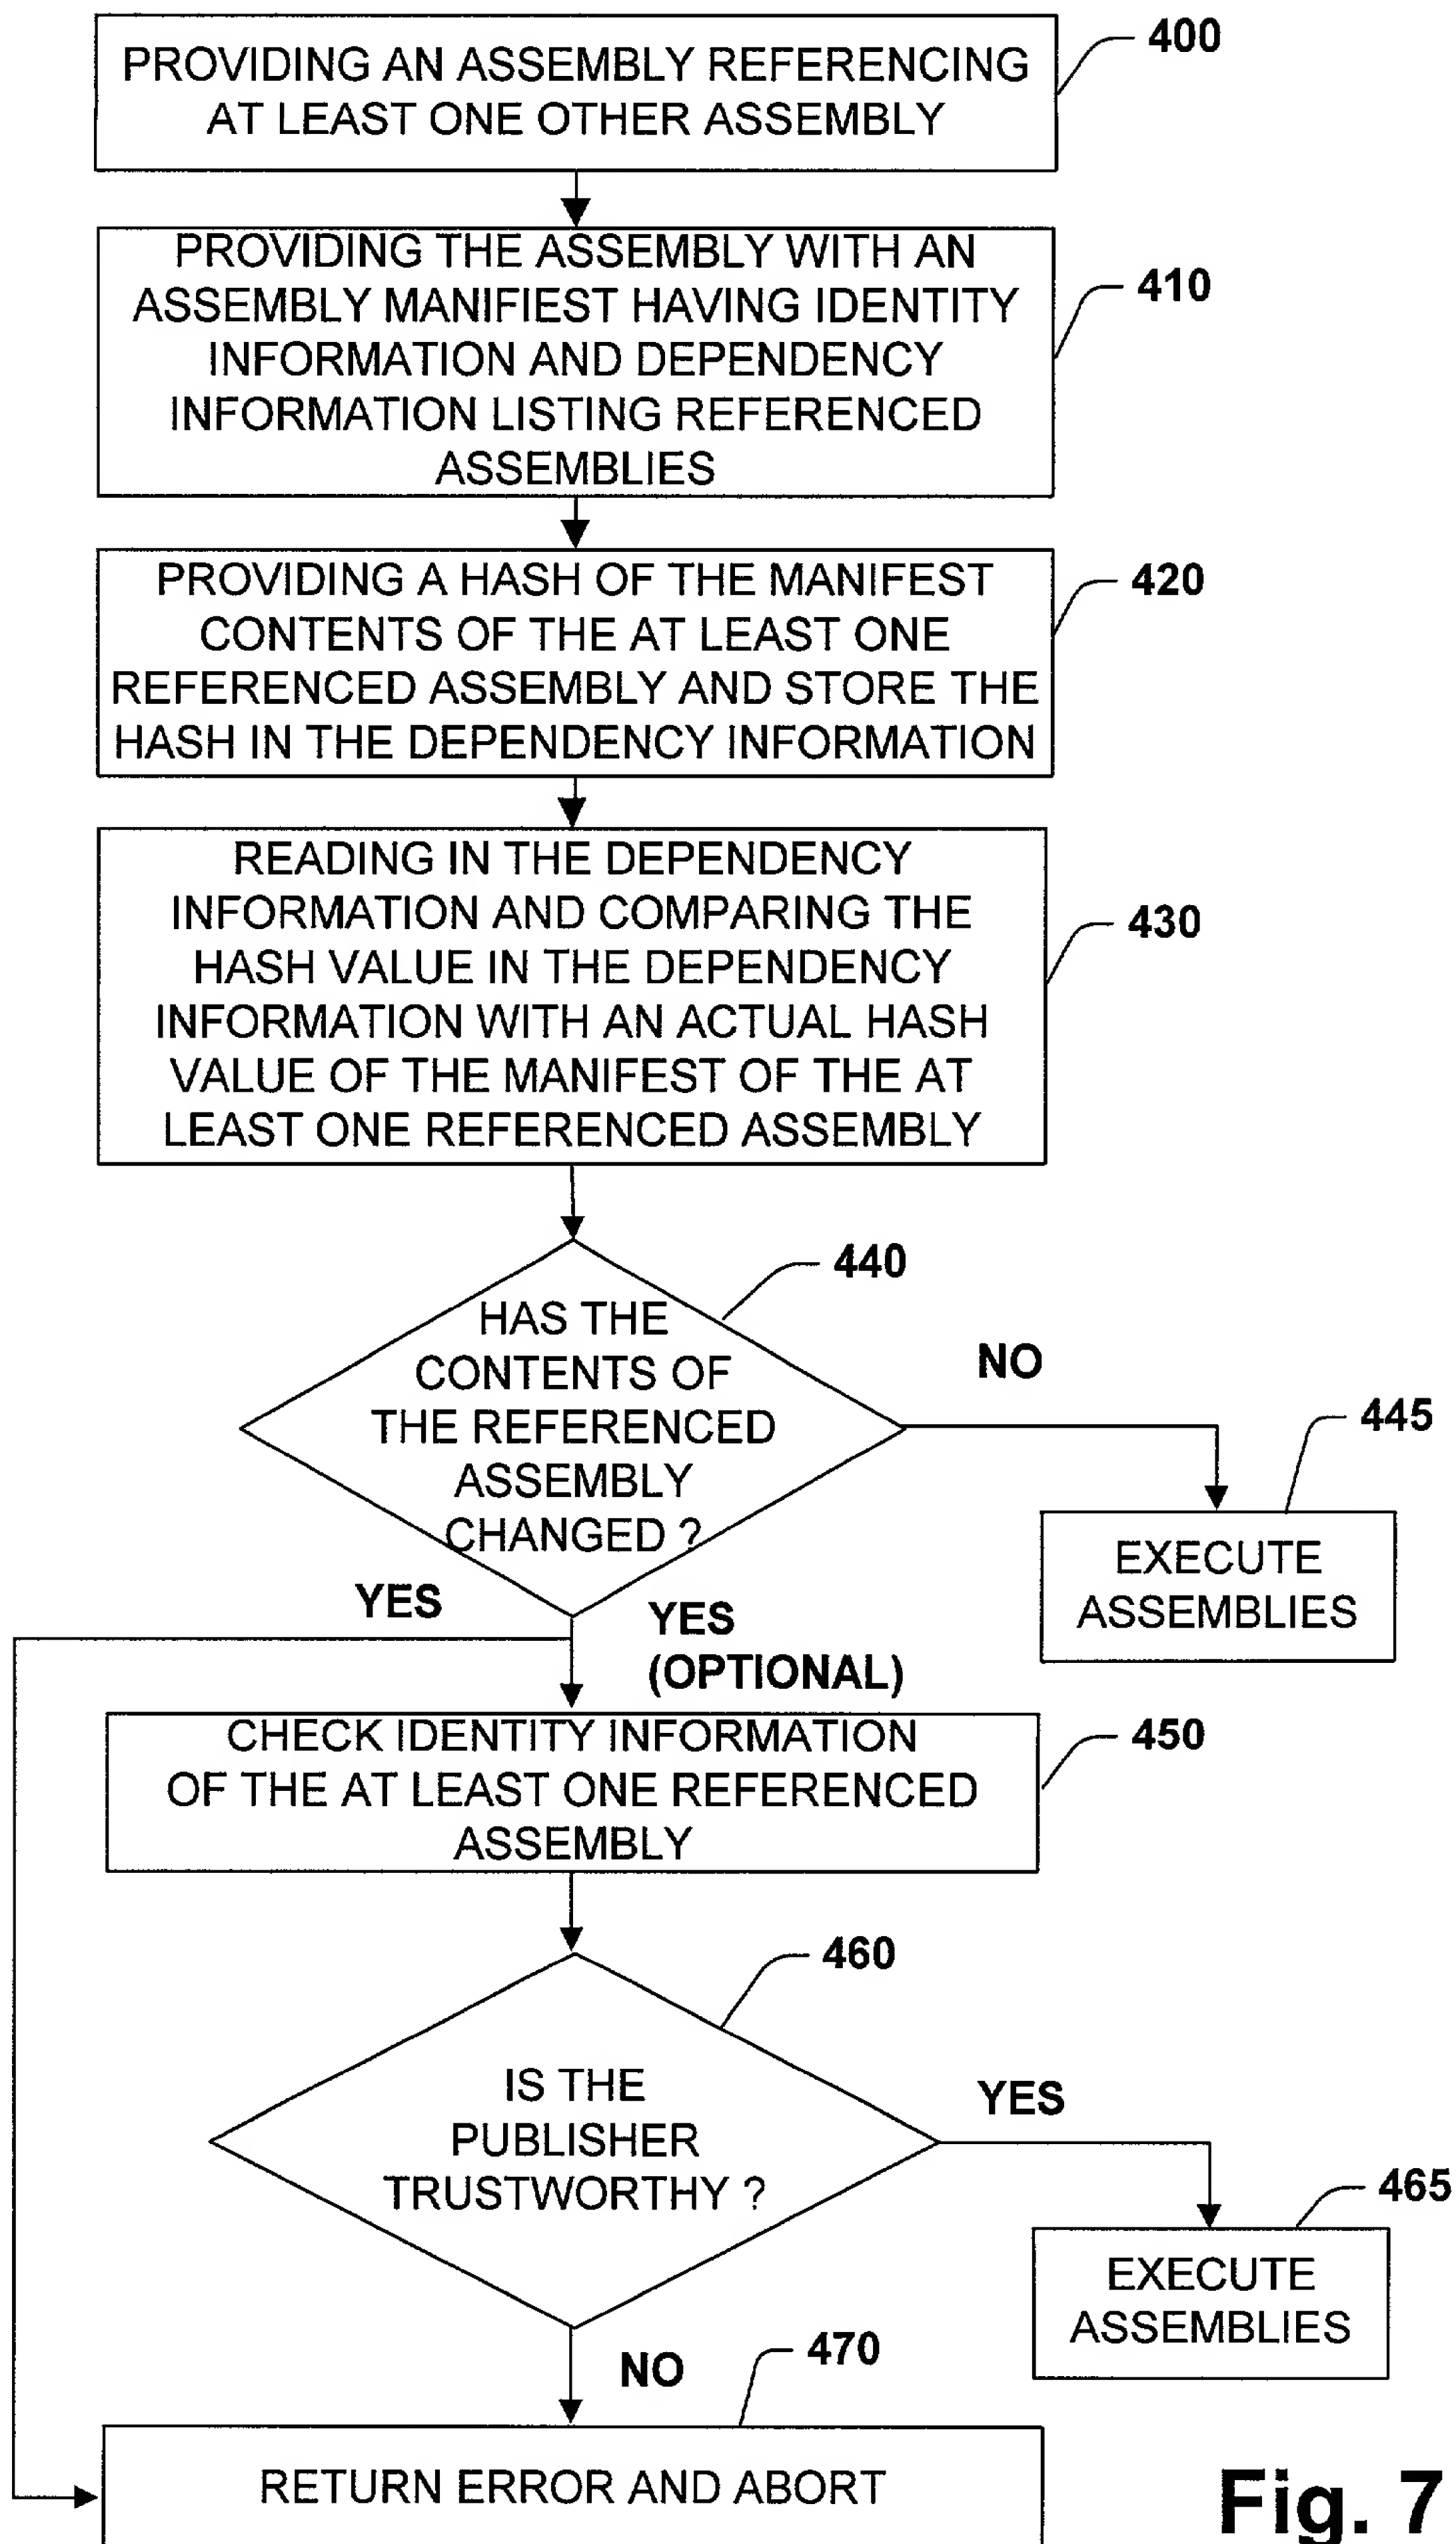 PROVIDING AN ASSEMBLY REFERENCING
AT LEAST ONE OTHER ASSEMBLY
400
PROVIDING THE ASSEMBLY WITH AN
ASSEMBLY MANIFIEST HAVING IDENTITY
INFORMATION AND DEPENDENCY
INFORMATION LISTING REFERENCED
ASSEMBLIES
410
PROVIDING A HASH OF THE MANIFEST
CONTENTS OF THE AT LEAST ONE
REFERENCED ASSEMBLY AND STORE THE
HASH IN THE DEPENDENCY INFORMATION
420
READING IN THE DEPENDENCY
INFORMATION AND COMPARING THE
HASH VALUE IN THE DEPENDENCY
INFORMATION WITH AN ACTUAL HASH
VALUE OF THE MANIFEST OF THE AT
LEAST ONE REFERENCED ASSEMBLY
430
HAS THE
CONTENTS OF
THE REFERENCED
ASSEMBLY
CHANGED ?
440
NO
445
EXECUTE
ASSEMBLIES
YES
YES
(OPTIONAL)
CHECK IDENTITY INFORMATION
OF THE AT LEAST ONE REFERENCED
ASSEMBLY
450
IS THE
PUBLISHER
TRUSTWORTHY ?
460
YES
465
EXECUTE
ASSEMBLIES
NO
470
RETURN ERROR AND ABORT
Fig. 7